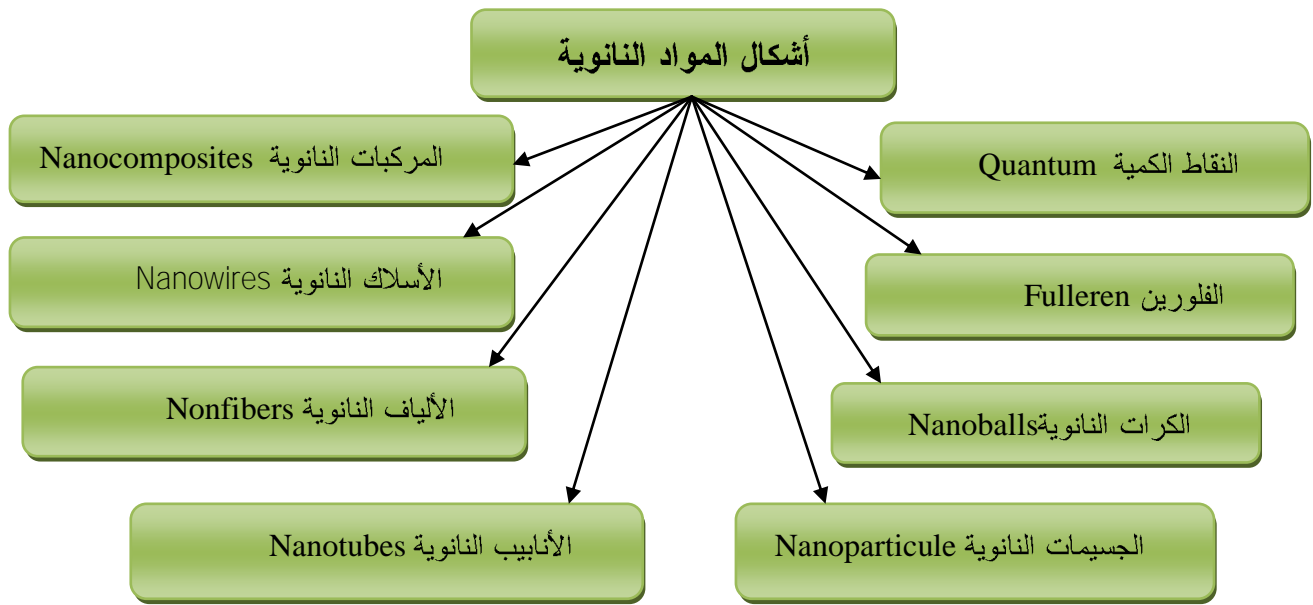 أشكال المواد النانوية
النقاط الكمية Quantum
المركبات النانوية Nanocomposites
الفلورين Fulleren
الأسلاك النانوية Nanowires
الكرات النانويةNanoballs
الألياف النانوية Nonfibers
الجسيمات النانوية Nanoparticule
الأنابيب النانوية Nanotubes